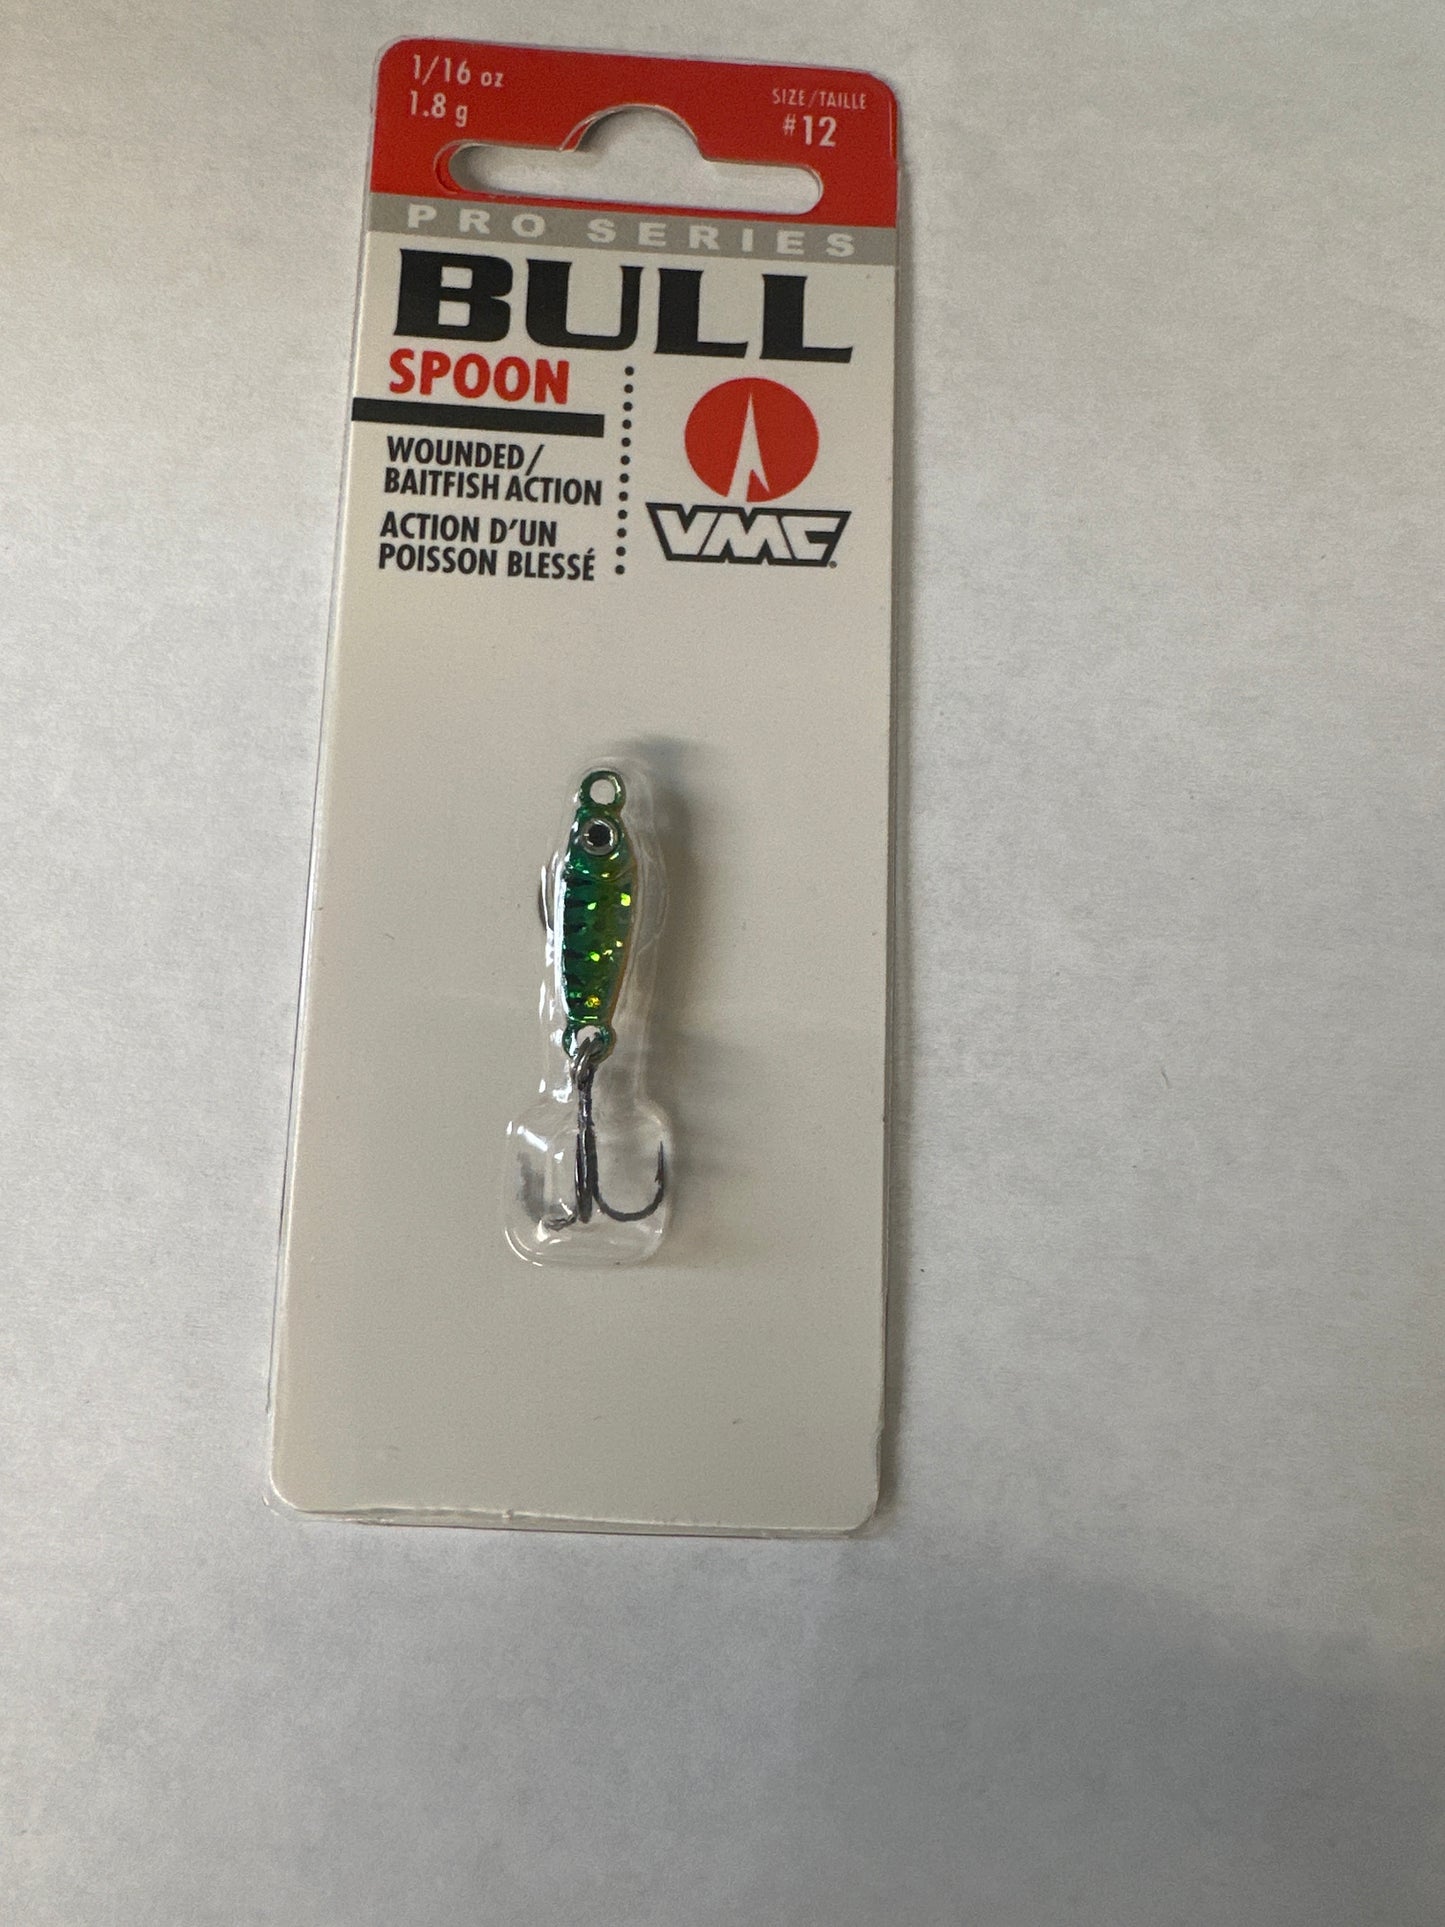 1/16 oz
1.8 g
SIZE/TAILLE
#12
PRO SERIES
BULL
SPOON
WOUNDED/
BAITFISH ACTION
ACTION D'UN
POISSON BLESSÉ
VMC